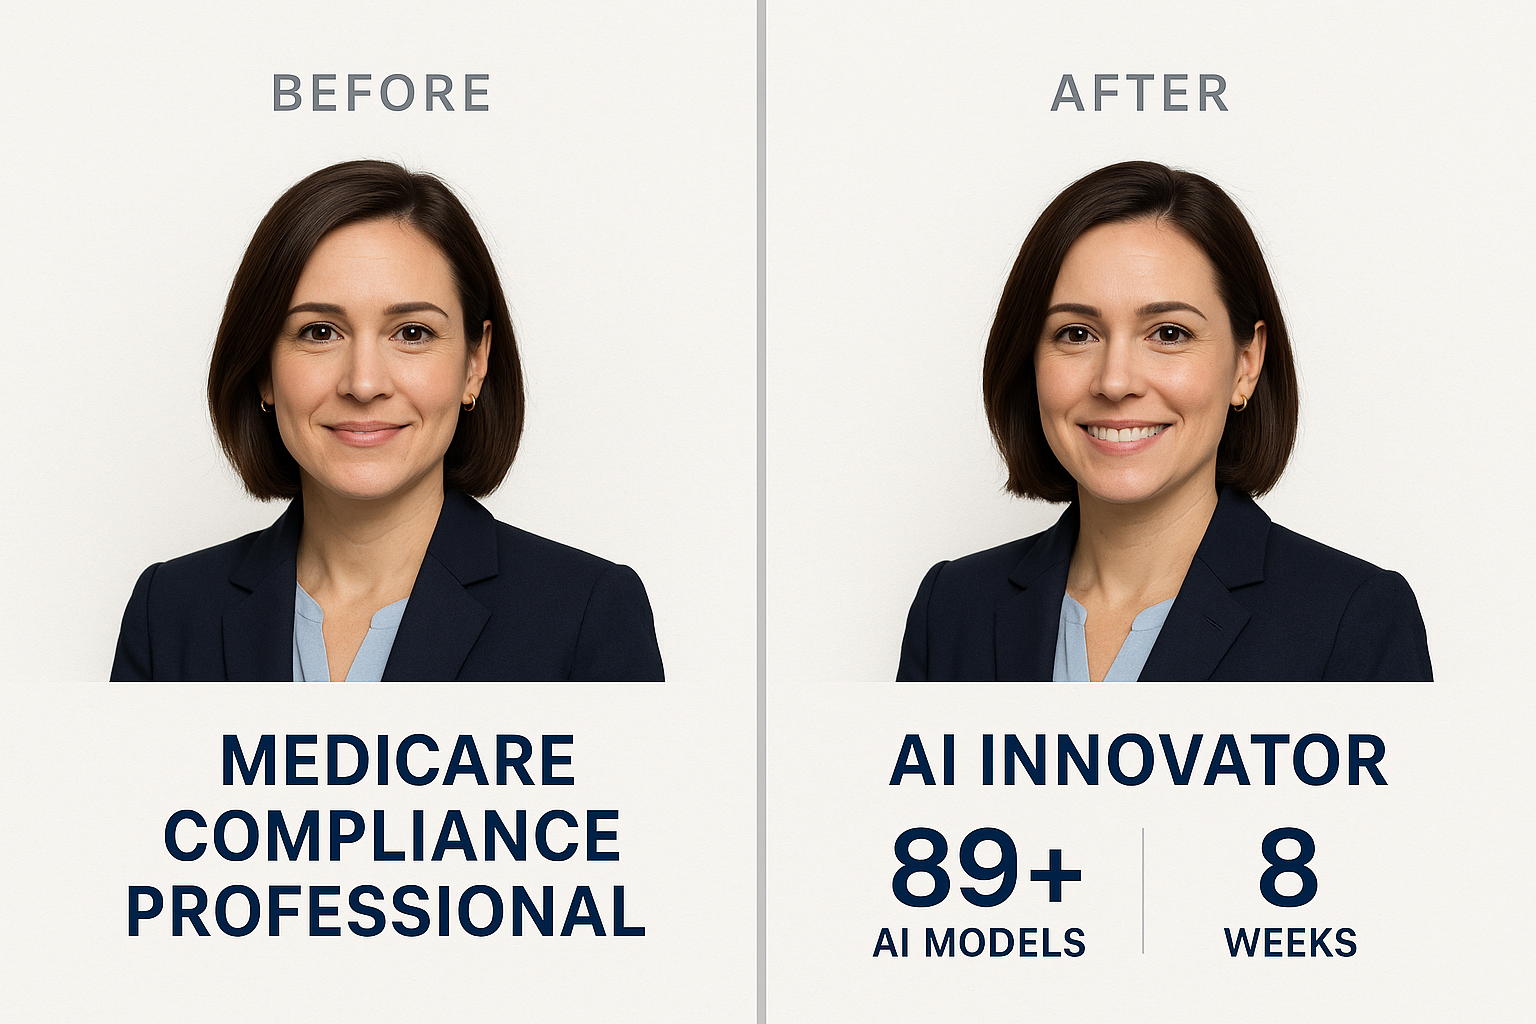 BEFORE
MEDICARE
COMPLIANCE
PROFESSIONAL
AFTER
AI INNOVATOR
89+
AI MODELS
8
WEEKS